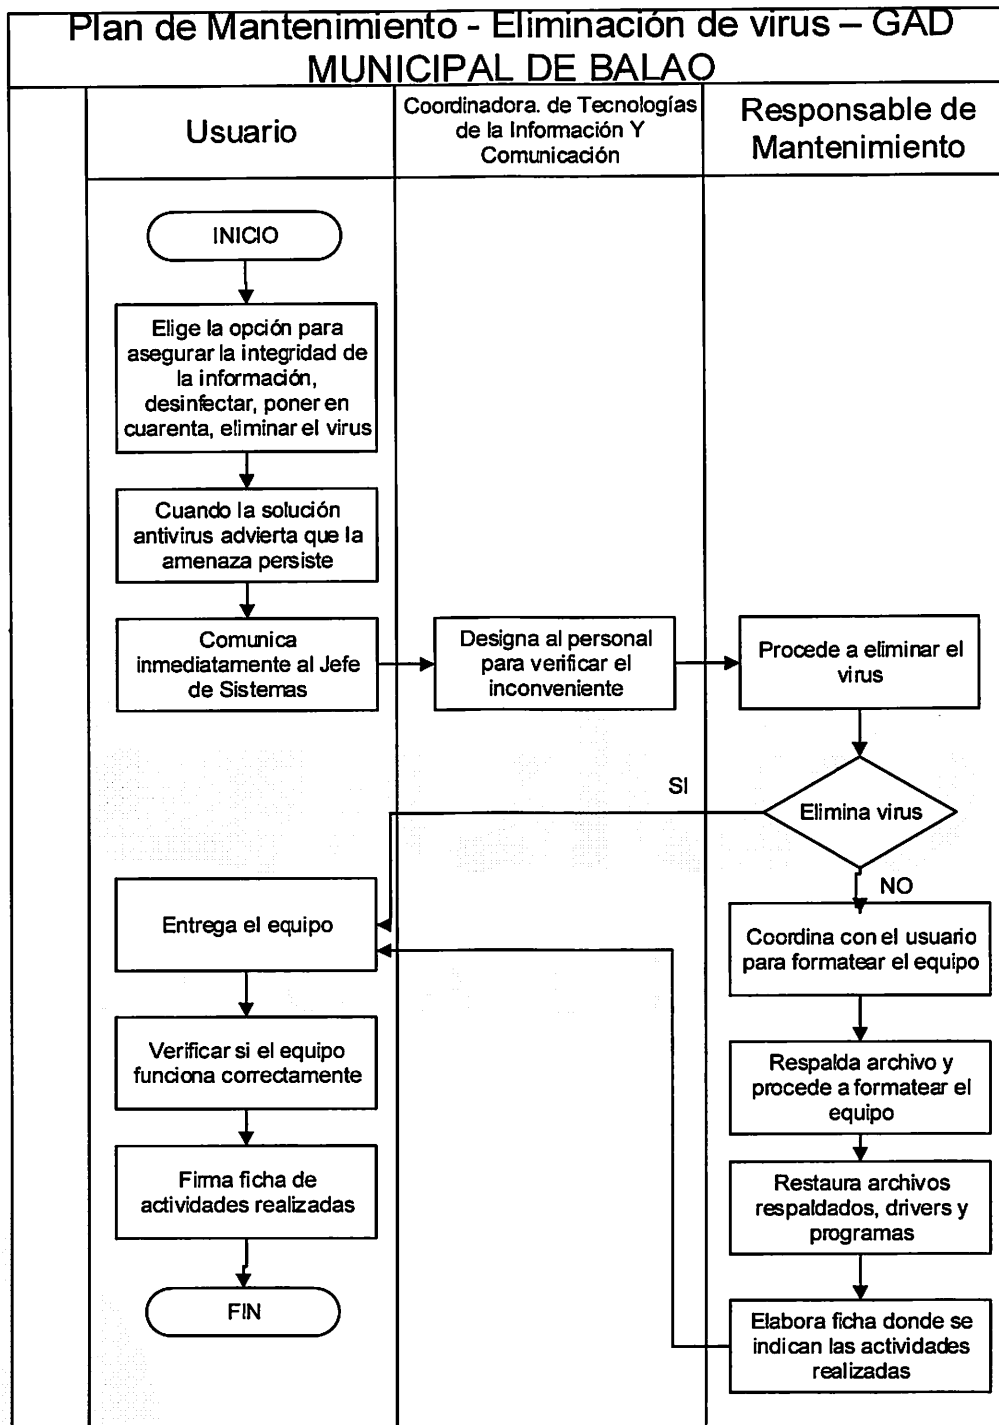 Plan de Mantenimiento - Eliminación de virus – GAD
MUNICIPAL DE BALAO
Usuario
Coordinadora. de Tecnologías
de la Información Y
Comunicación
Responsable de
Mantenimiento
INICIO
Elige la opción para
asegurar la integridad de
la información,
desinfectar, poner en
cuarenta, eliminar el virus
Cuando la solución
antivirus advierta que la
amenaza persiste
Comunica
inmediatamente al Jefe
de Sistemas
Designa al personal
para verificar el
inconveniente
Procede a eliminar el
virus
SI
Elimina virus
NO
Entrega el equipo
Coordina con el usuario
para formatear el equipo
Verificar si el equipo
funciona correctamente
Respalda archivo y
procede a formatear el
equipo
Firma ficha de
actividades realizadas
Restaura archivos
respaldados, drivers y
programas
FIN
Elabora ficha donde se
indican las actividades
realizadas